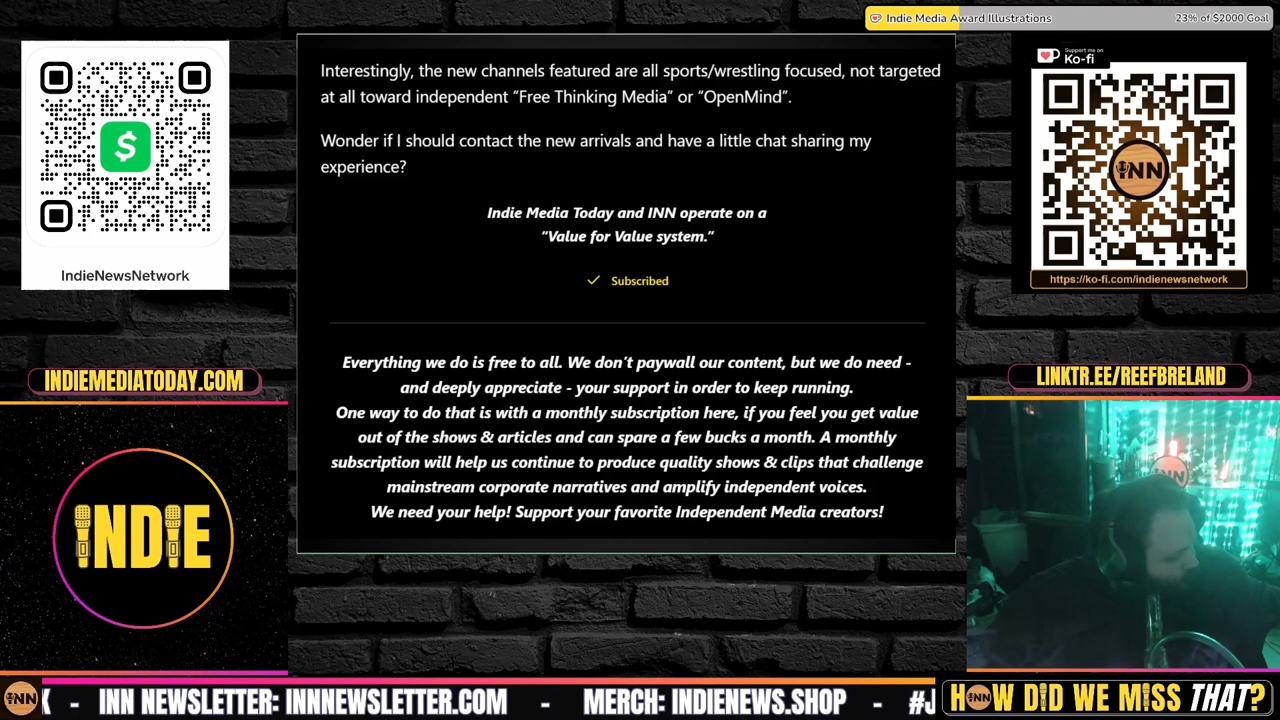 Indie Media Award Illustrations
23% of $2000 Goal
Interestingly, the new channels featured are all sports/wrestling focused, not targeted
at all toward independent “Free Thinking Media” or “OpenMind”.
Wonder if I should contact the new arrivals and have a little chat sharing my
experience?
Indie Media Today and INN operate on a
“Value for Value system.”
Subscribed
Everything we do is free to all. We don’t paywall our content, but we do need -
and deeply appreciate - your support in order to keep running.
One way to do that is with a monthly subscription here, if you feel you get value
out of the shows & articles and can spare a few bucks a month. A monthly
subscription will help us continue to produce quality shows & clips that challenge
mainstream corporate narratives and amplify independent voices.
We need your help! Support your favorite Independent Media creators!
$
IndieNewsNetwork
INDIEMEDIATODAY.COM
INDIE
Support me on
Ko-fi
INN
https://ko-fi.com/indienewsnetwork
LINKTR.EE/REEFBRELAND
INN
INN
K - INN NEWSLETTER: INNNEWSLETTER.COM - MERCH: INDIENEWS.SHOP - #J
HOW DID WE MISS THAT?